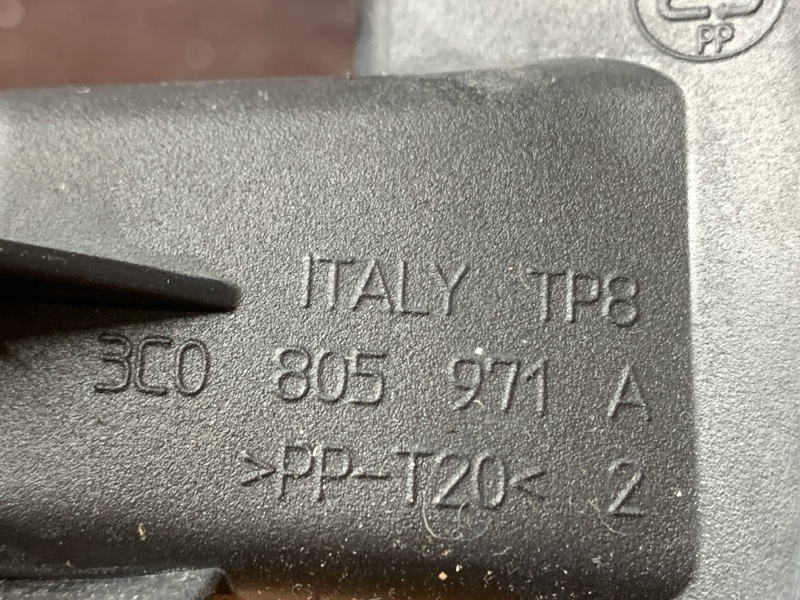 PP
ITALY TP8
3C0 805 971 A
>PP-T20< 2